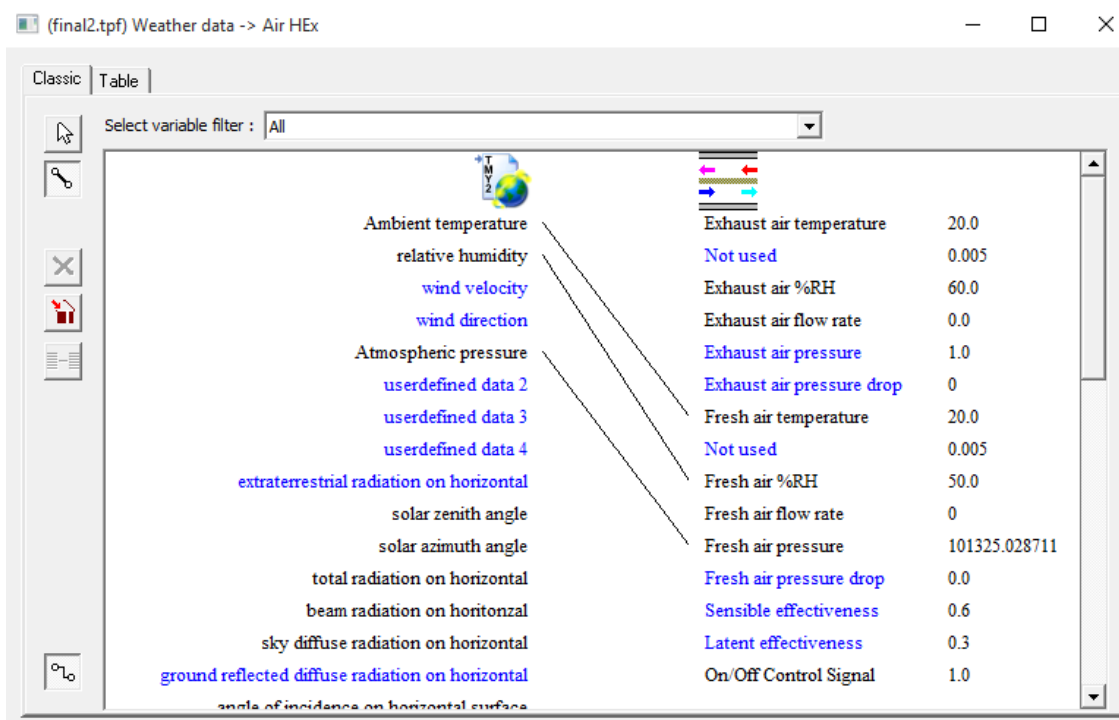 (final2.tpf) Weather data -> Air HEx
Classic Table
Select variable filter : All
TMY2
Ambient temperature Exhaust air temperature 20.0
relative humidity Not used 0.005
wind velocity Exhaust air %RH 60.0
wind direction Exhaust air flow rate 0.0
Atmospheric pressure Exhaust air pressure 1.0
userdefined data 2 Exhaust air pressure drop 0
userdefined data 3 Fresh air temperature 20.0
userdefined data 4 Not used 0.005
extraterrestrial radiation on horizontal Fresh air %RH 50.0
solar zenith angle Fresh air flow rate 0
solar azimuth angle Fresh air pressure 101325.028711
total radiation on horizontal Fresh air pressure drop 0.0
beam radiation on horitonzal Sensible effectiveness 0.6
sky diffuse radiation on horizontal Latent effectiveness 0.3
ground reflected diffuse radiation on horizontal On/Off Control Signal 1.0
angle of incidence on horizontal surface